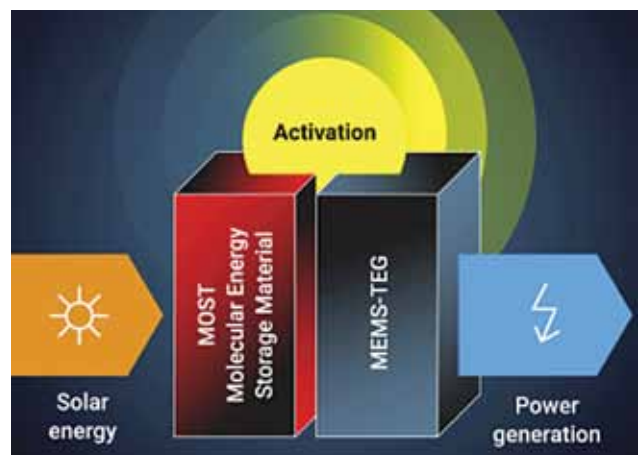 Activation
MOST
Molecular Energy
Storage Material
MEMS-TEG
Solar
energy
Power
generation